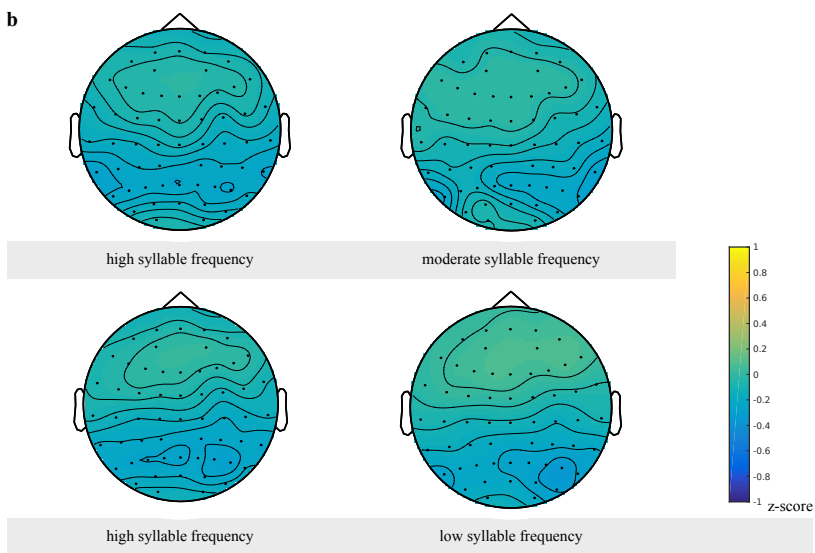 b
high syllable frequency
moderate syllable frequency
1
0.8
0.6
0.4
0.2
0
-0.2
-0.4
-0.6
-0.8
-1
z-score
high syllable frequency
low syllable frequency